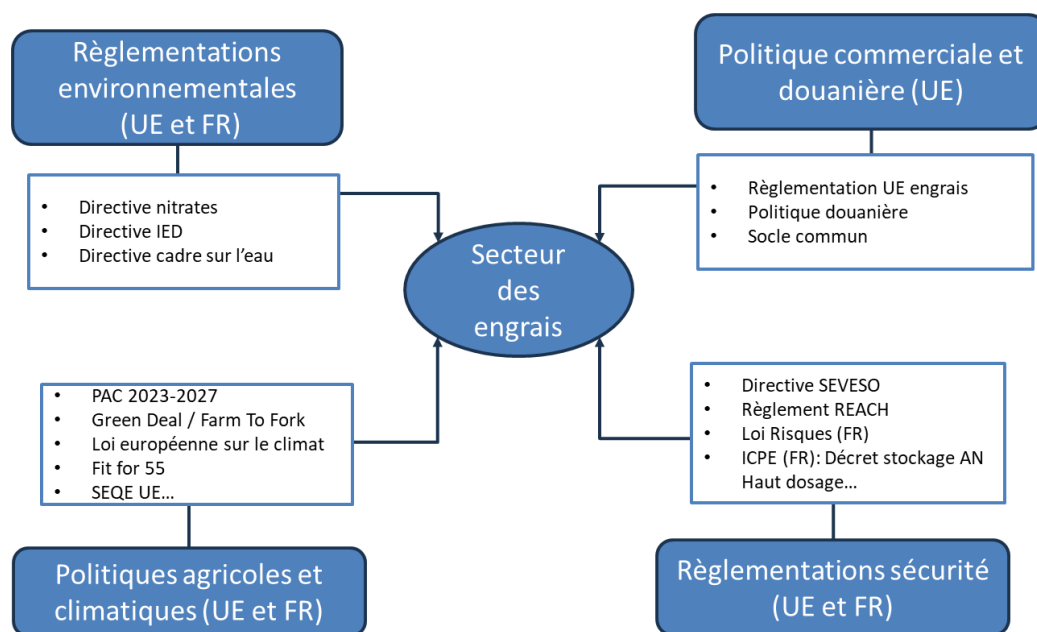 Règlementations
environnementales
(UE et FR)
• Directive nitrates
• Directive IED
• Directive cadre sur l'eau
Politique commerciale et
douanière (UE)
• Règlementation UE engrais
• Politique douanière
• Socle commun
Secteur
des
engrais
• PAC 2023-2027
• Green Deal / Farm To Fork
• Loi européenne sur le climat
• Fit for 55
• SEQE UE...
Politiques agricoles et
climatiques (UE et FR)
• Directive SEVESO
• Règlement REACH
• Loi Risques (FR)
• ICPE (FR): Décret stockage AN
Haut dosage...
Règlementations sécurité
(UE et FR)